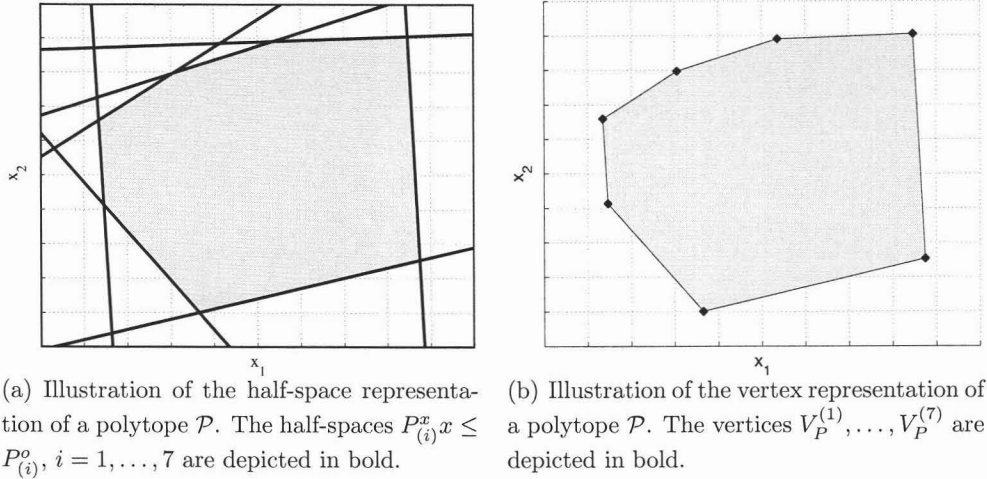 x₂
x₁
(a) Illustration of the half-space representa-
tion of a polytope 𝒫. The half-spaces P^x_(i) x ≤
P^o_(i), i = 1, . . . , 7 are depicted in bold.
x₂
x₁
(b) Illustration of the vertex representation of
a polytope 𝒫. The vertices V_P^(1), . . . , V_P^(7) are
depicted in bold.